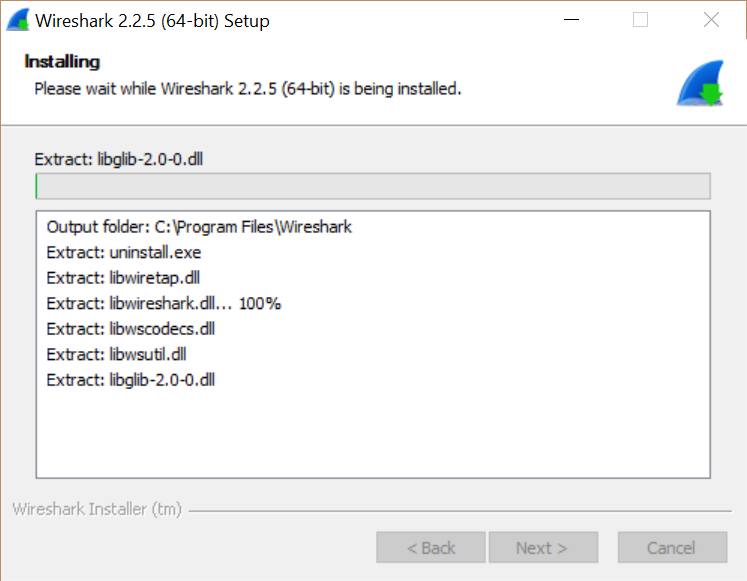 Wireshark 2.2.5 (64-bit) Setup
Installing
Please wait while Wireshark 2.2.5 (64-bit) is being installed.
Extract: libglib-2.0-0.dll
Output folder: C:\Program Files\Wireshark
Extract: uninstall.exe
Extract: libwiretap.dll
Extract: libwireshark.dll... 100%
Extract: libwscodecs.dll
Extract: libwsutil.dll
Extract: libglib-2.0-0.dll
Wireshark Installer (tm)
< Back Next > Cancel